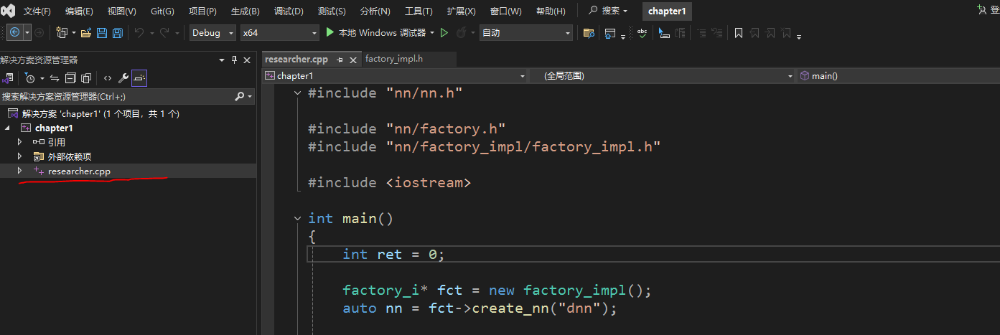 文件(F) 编辑(E) 视图(V) Git(G) 项目(P) 生成(B) 调试(D) 测试(S) 分析(N) 工具(T) 扩展(X) 窗口(W) 帮助(H) 搜索 chapter1 登
Debug x64 本地 Windows 调试器 自动 abc
解决方案资源管理器
搜索解决方案资源管理器(Ctrl+;)
解决方案 'chapter1' (1 个项目，共 1 个)
chapter1
引用
外部依赖项
researcher.cpp
researcher.cpp factory_impl.h
chapter1 (全局范围) main()
#include "nn/nn.h"
#include "nn/factory.h"
#include "nn/factory_impl/factory_impl.h"
#include <iostream>
int main()
{
int ret = 0;
factory_i* fct = new factory_impl();
auto nn = fct->create_nn("dnn");